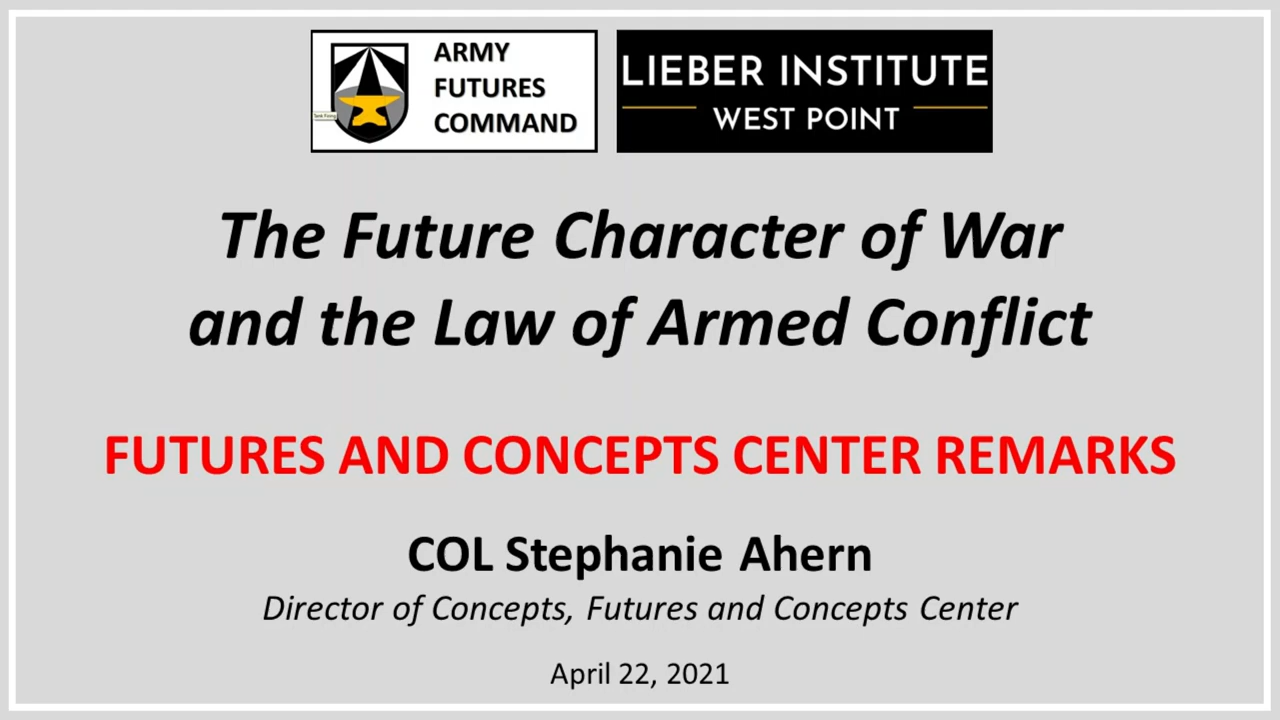 ARMY
FUTURES
COMMAND
LIEBER INSTITUTE
WEST POINT
The Future Character of War
and the Law of Armed Conflict
FUTURES AND CONCEPTS CENTER REMARKS
COL Stephanie Ahern
Director of Concepts, Futures and Concepts Center
April 22, 2021